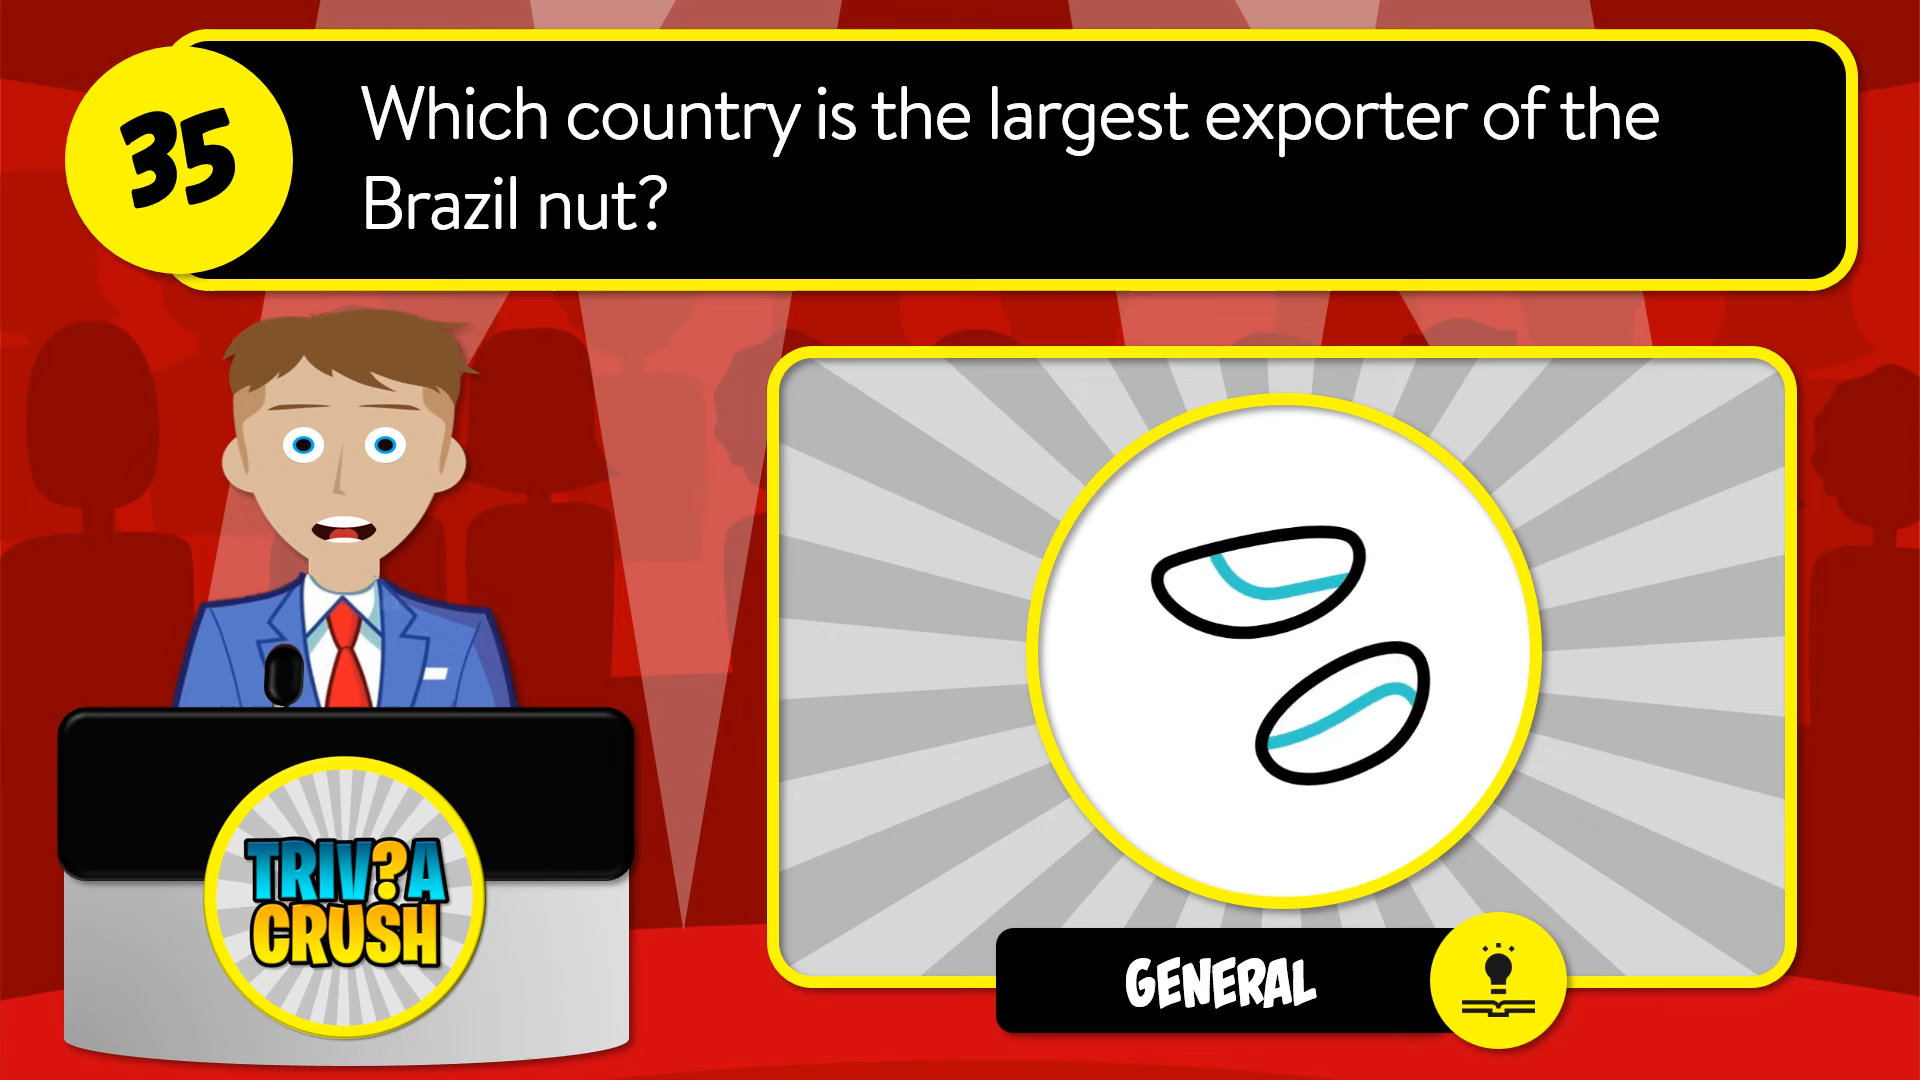 35
Which country is the largest exporter of the
Brazil nut?
TRIV?A
CRUSH
GENERAL